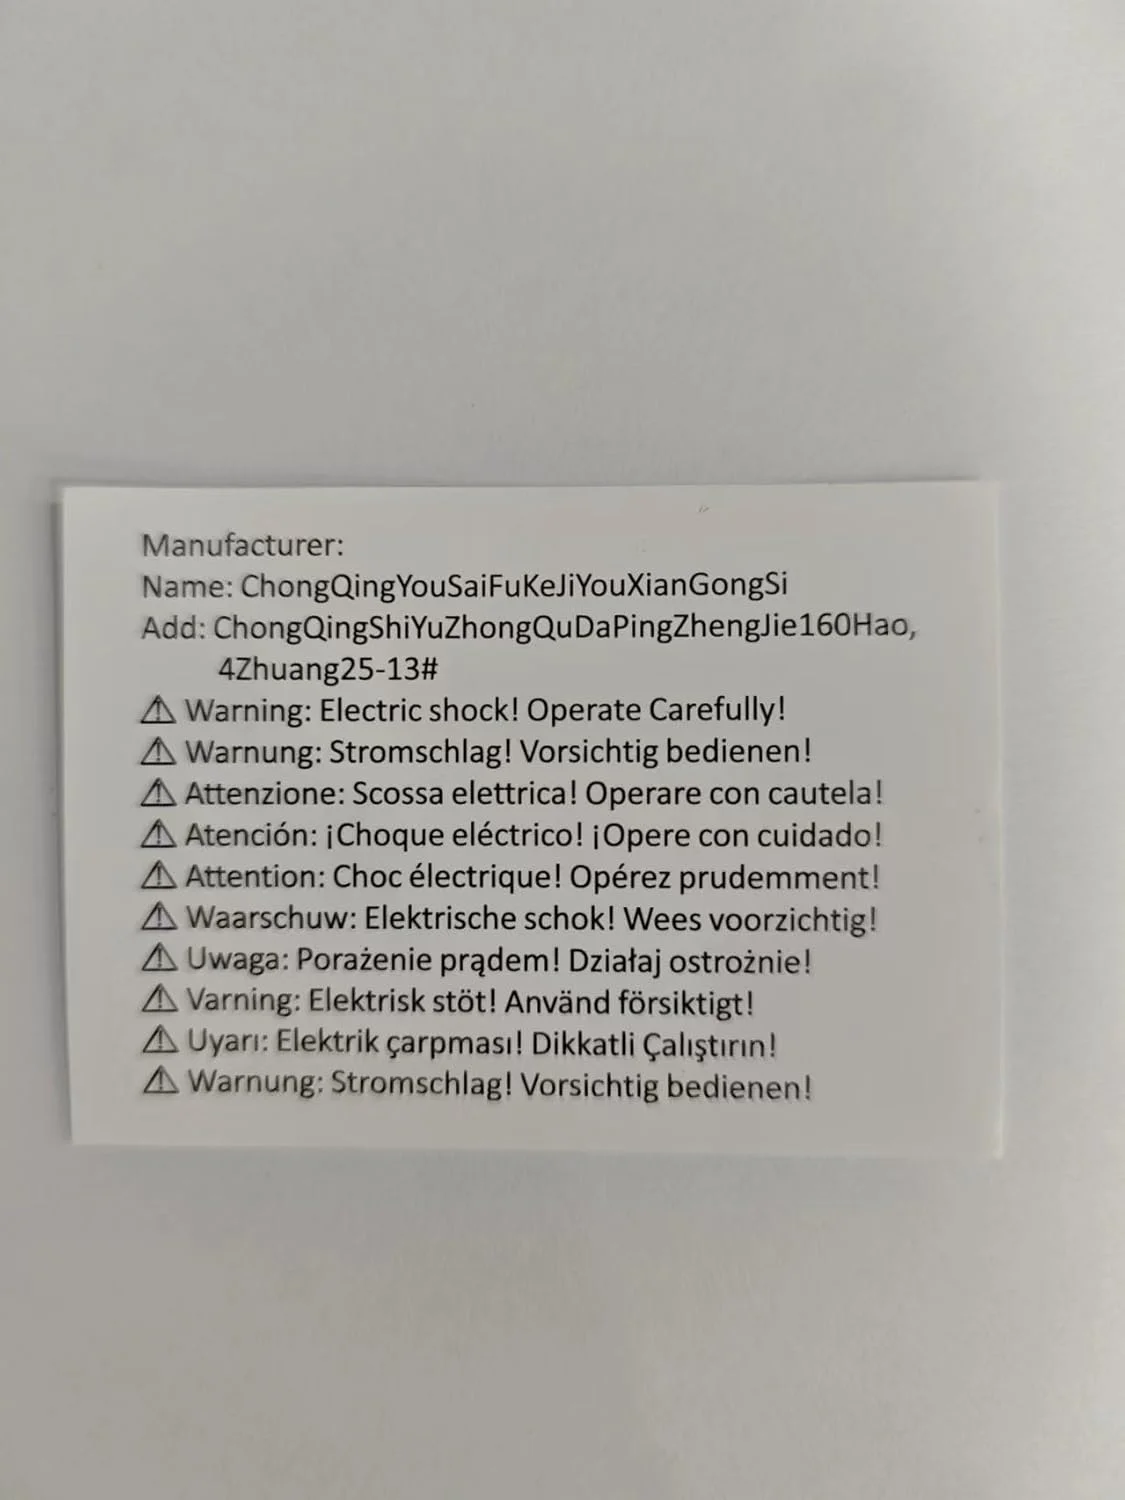 Manufacturer:
Name: ChongQingYouSaiFuKeJiYouXianGongSi
Add: ChongQingShiYuZhongQuDaPingZhengJie160Hao,
4Zhuang25-13#
⚠ Warning: Electric shock! Operate Carefully!
⚠ Warnung: Stromschlag! Vorsichtig bedienen!
⚠ Attenzione: Scossa elettrica! Operare con cautela!
⚠ Atención: ¡Choque eléctrico! ¡Opere con cuidado!
⚠ Attention: Choc électrique! Opérez prudemment!
⚠ Waarschuw: Elektrische schok! Wees voorzichtig!
⚠ Uwaga: Porażenie prądem! Działaj ostrożnie!
⚠ Varning: Elektrisk stöt! Använd försiktigt!
⚠ Uyarı: Elektrik çarpması! Dikkatli Çalıştırın!
⚠ Warnung: Stromschlag! Vorsichtig bedienen!